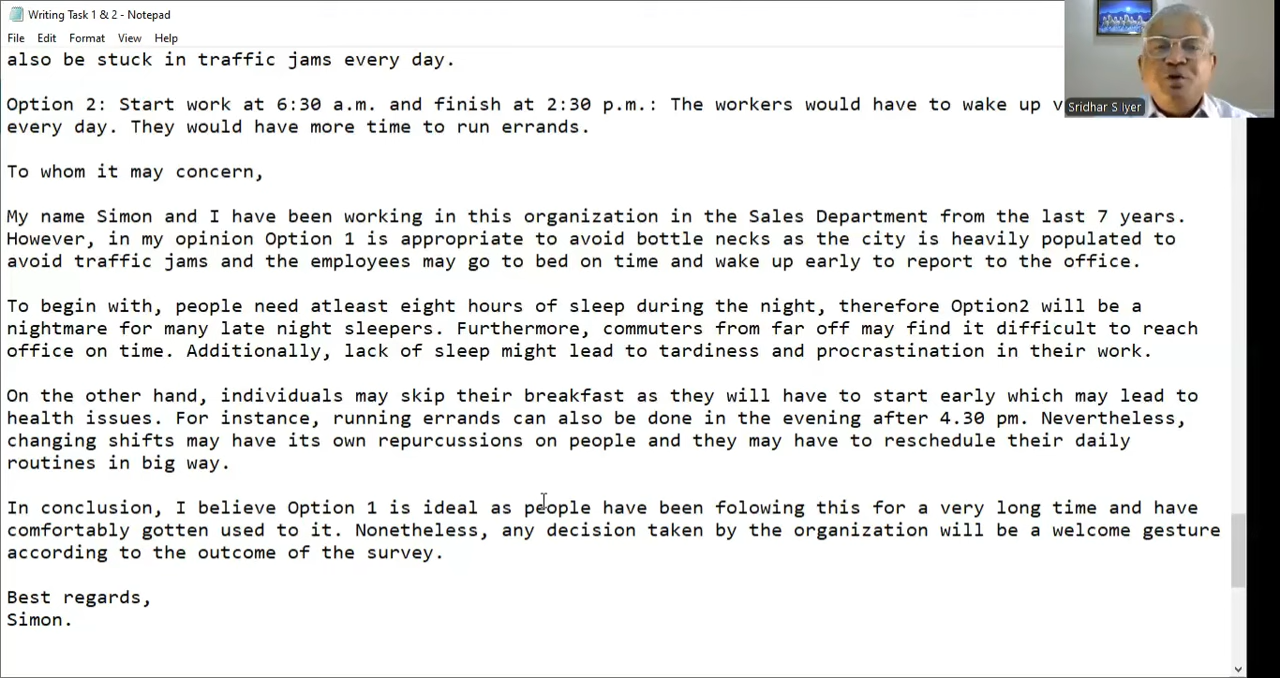 Writing Task 1 & 2 - Notepad
File Edit Format View Help
also be stuck in traffic jams every day.
Option 2: Start work at 6:30 a.m. and finish at 2:30 p.m.: The workers would have to wake up
Sridhar S Iyer
every day. They would have more time to run errands.
To whom it may concern,
My name Simon and I have been working in this organization in the Sales Department from the last 7 years.
However, in my opinion Option 1 is appropriate to avoid bottle necks as the city is heavily populated to
avoid traffic jams and the employees may go to bed on time and wake up early to report to the office.
To begin with, people need atleast eight hours of sleep during the night, therefore Option2 will be a
nightmare for many late night sleepers. Furthermore, commuters from far off may find it difficult to reach
office on time. Additionally, lack of sleep might lead to tardiness and procrastination in their work.
On the other hand, individuals may skip their breakfast as they will have to start early which may lead to
health issues. For instance, running errands can also be done in the evening after 4.30 pm. Nevertheless,
changing shifts may have its own repurcussions on people and they may have to reschedule their daily
routines in big way.
In conclusion, I believe Option 1 is ideal as people have been folowing this for a very long time and have
comfortably gotten used to it. Nonetheless, any decision taken by the organization will be a welcome gesture
according to the outcome of the survey.
Best regards,
Simon.